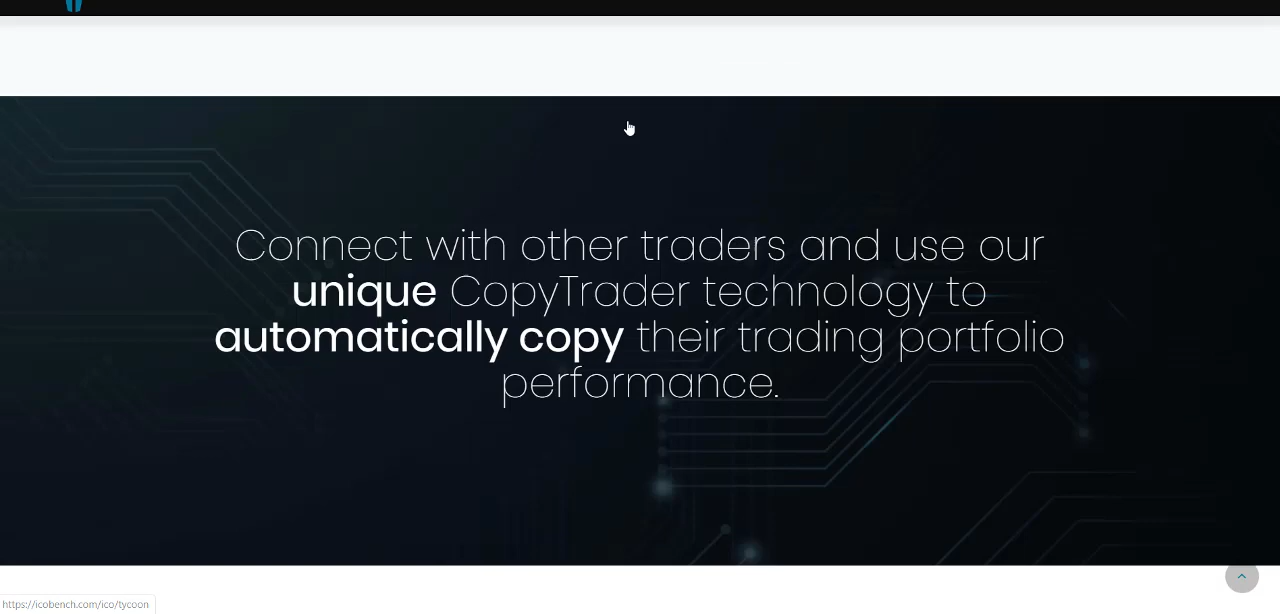 Connect with other traders and use our
unique CopyTrader technology to
automatically copy their trading portfolio
performance.
https://icobench.com/ico/tycoon